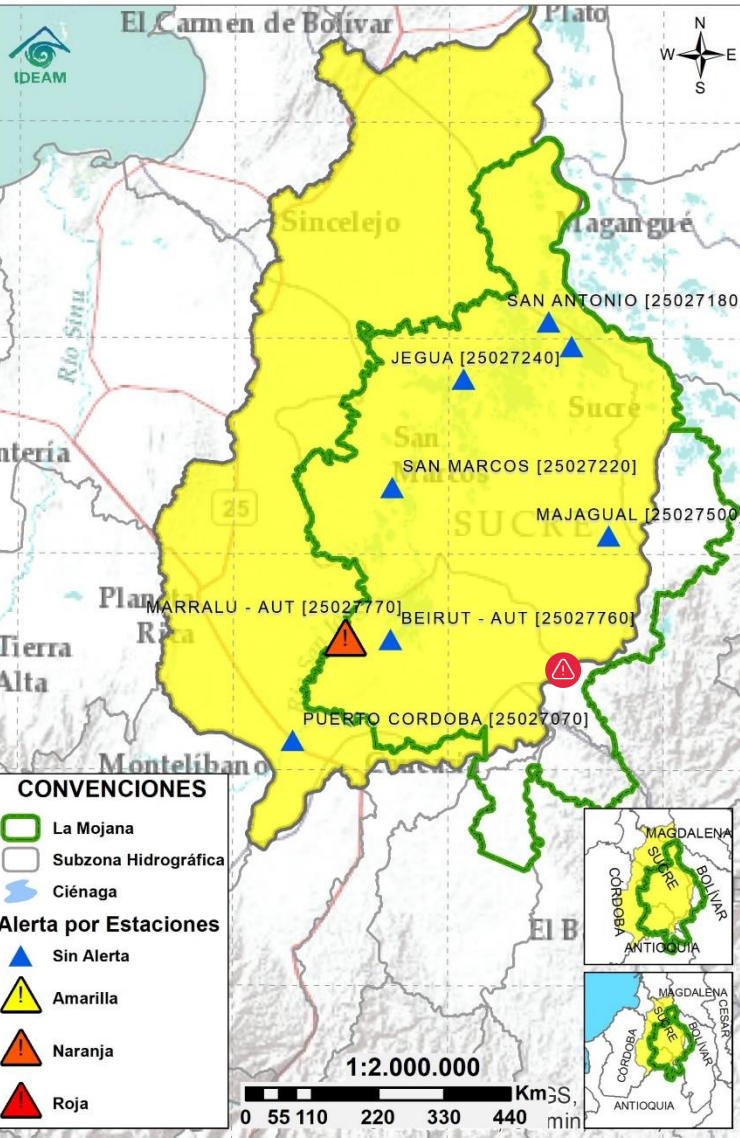 El Carmen de Bolívar
Plato
IDEAM
N
W
E
S
Sincelejo
Magangué
Río Sinú
SAN ANTONIO [25027180
JEGUA [25027240]
Sucre
ntería
San
Marcos
SAN MARCOS [25027220]
25
SUCRE
MAJAGUAL [25027500
Planeta
Rica
MARRALU - AUT [25027770]
BEIRUT - AUT [25027760]
Tierra
Alta
PUERTO CORDOBA [25027070]
Montelíbano
CONVENCIONES
La Mojana
Subzona Hidrográfica
Ciénaga
Alerta por Estaciones
Sin Alerta
Amarilla
Naranja
Roja
El B
1:2.000.000
Km
0 55 110 220 330 440
GS,
min
MAGDALENA
SUCRE
BOLÍVAR
CÓRDOBA
ANTIOQUIA
MAGDALENA
CESAR
SUCRE
BOLÍVAR
CÓRDOBA
ANTIOQUIA